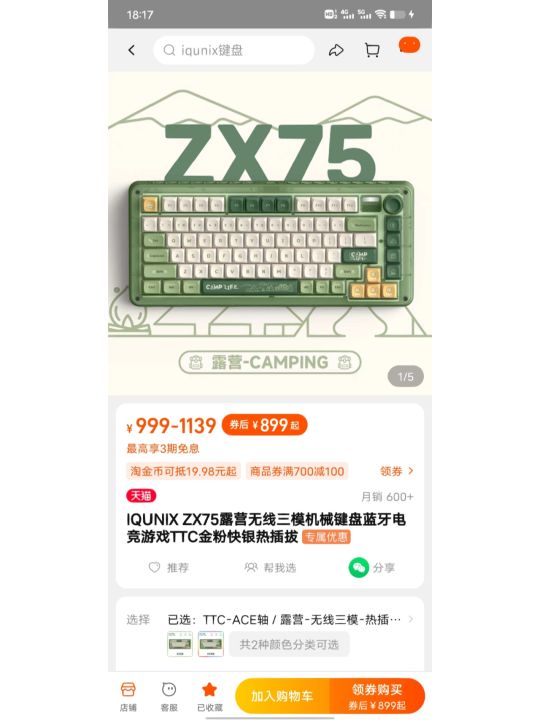 18:17
HD 4G 5G
iqunix键盘
ZX75
CAMP LIFE
露营-CAMPING
1/5
¥999-1139 券后¥899起
最高享3期免息
淘金币可抵19.98元起 商品券满700减100 领券
天猫 月销 600+
IQUNIX ZX75露营无线三模机械键盘蓝牙电
竞游戏TTC金粉快银热插拔 专属优惠
推荐 帮我选 分享
选择 已选：TTC-ACE轴 / 露营-无线三模-热插…
共2种颜色分类可选
店铺 客服 已收藏 加入购物车 领券购买
券后¥899起